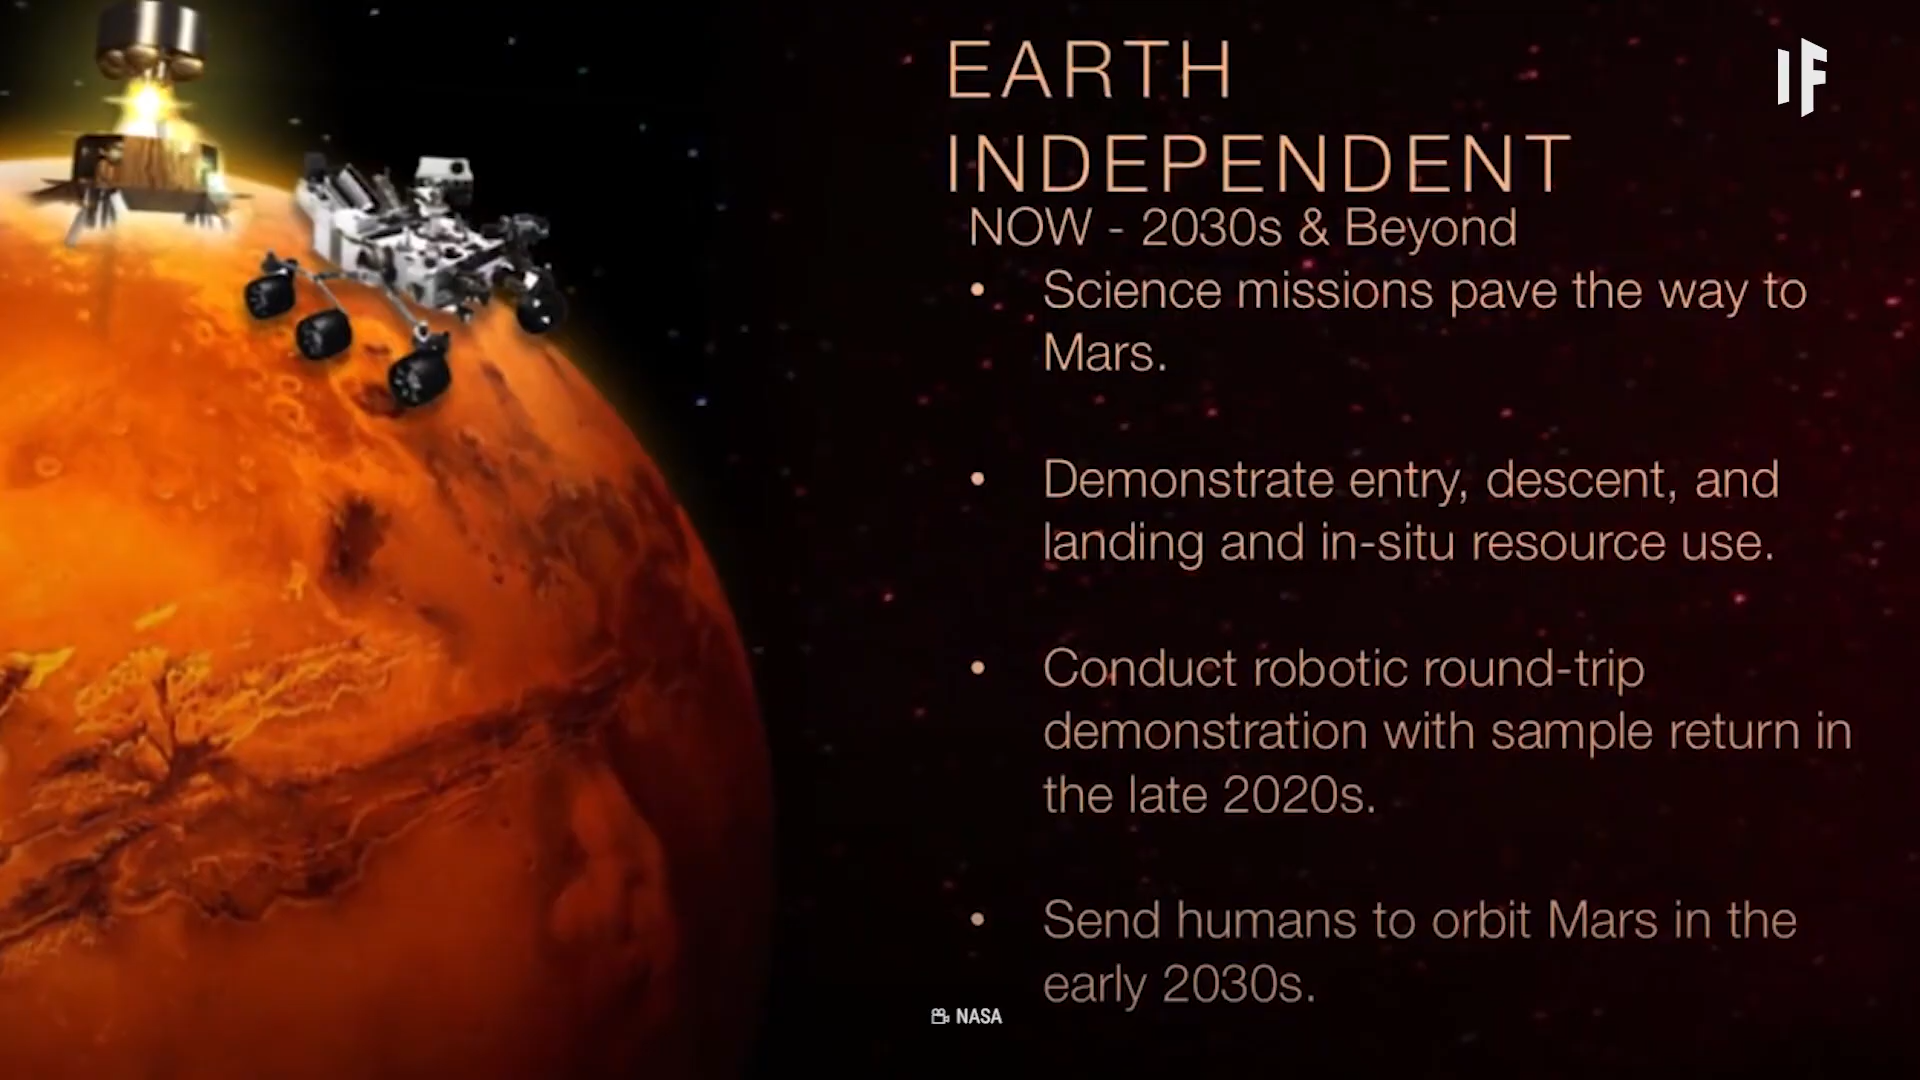 EARTH
IF
INDEPENDENT
NOW - 2030s & Beyond
• Science missions pave the way to
Mars.
• Demonstrate entry, descent, and
landing and in-situ resource use.
• Conduct robotic round-trip
demonstration with sample return in
the late 2020s.
• Send humans to orbit Mars in the
early 2030s.
NASA